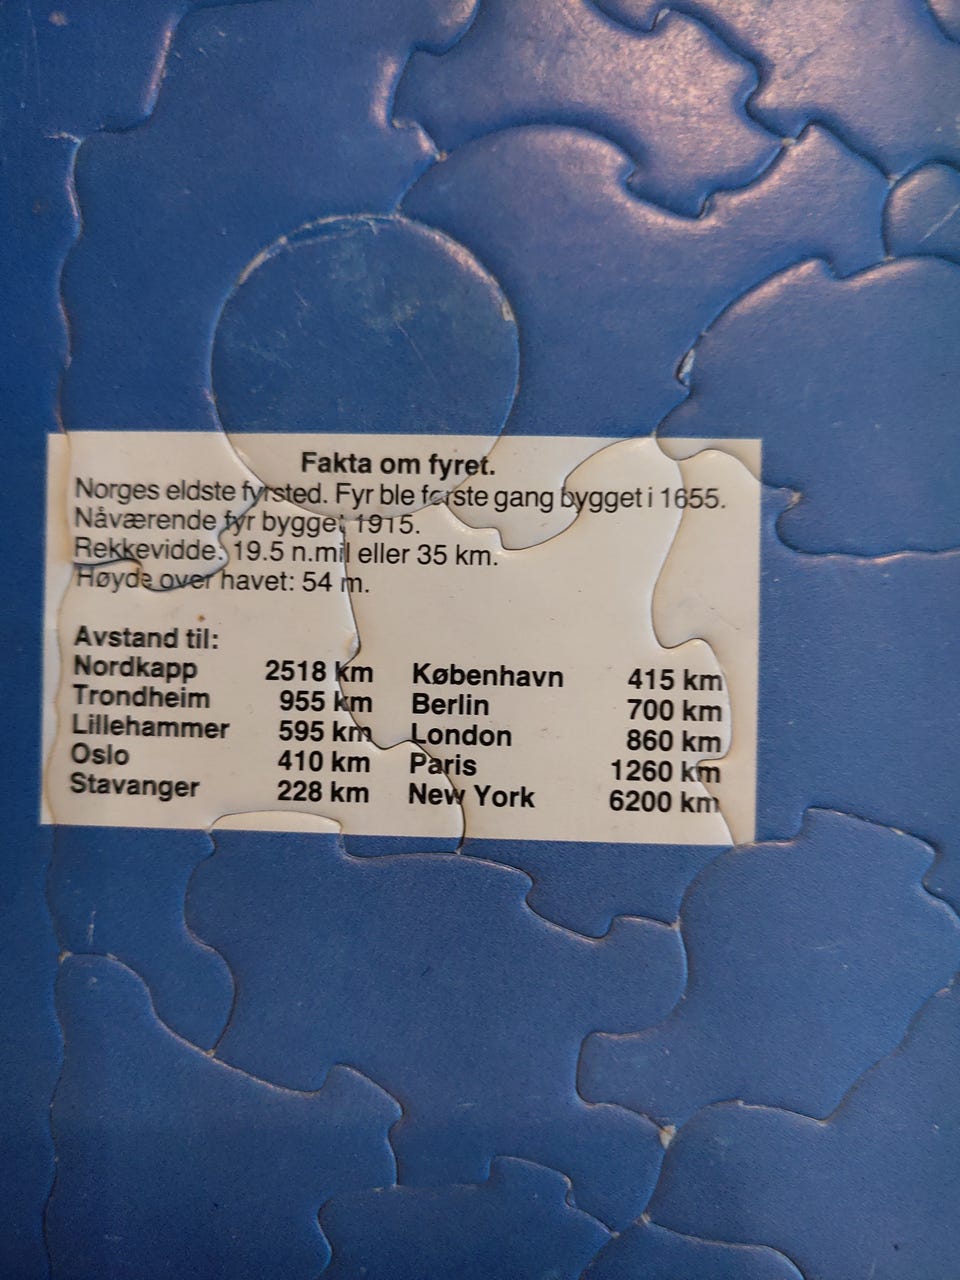 Fakta om fyret.
Norges eldste fyrsted. Fyr ble første gang bygget i 1655.
Nåværende fyr bygget 1915.
Rekkevidde: 19.5 n.mil eller 35 km.
Høyde over havet: 54 m.
Avstand til:
Nordkapp 2518 km København 415 km
Trondheim 955 km Berlin 700 km
Lillehammer 595 km London 860 km
Oslo 410 km Paris 1260 km
Stavanger 228 km New York 6200 km